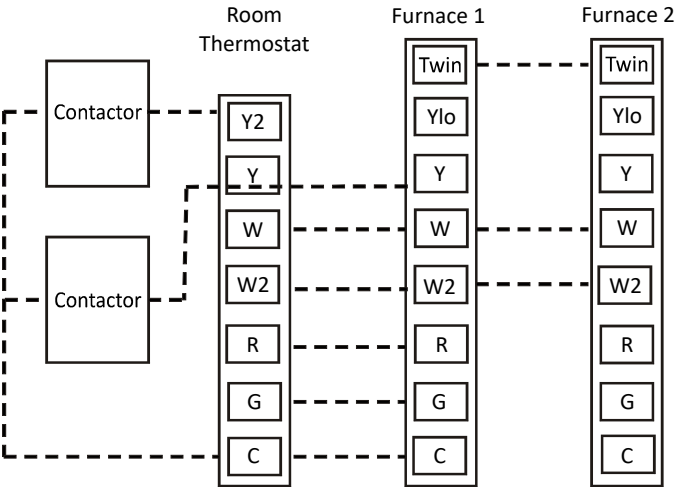 Room
Thermostat
Furnace 1
Furnace 2
Contactor
Contactor
Y2
Y
W
W2
R
G
C
Twin
Ylo
Y
W
W2
R
G
C
Twin
Ylo
Y
W
W2
R
G
C